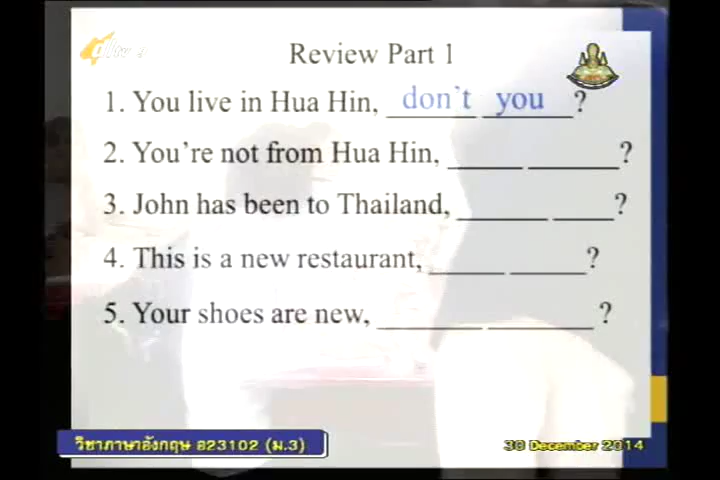 Review Part 1
1. You live in Hua Hin, don't you?
2. You're not from Hua Hin, ______ ______?
3. John has been to Thailand, ______ ______?
4. This is a new restaurant, ______ ______?
5. Your shoes are new, ______ ______?
วิชาภาษาอังกฤษ อ23102 (ม.3)
30 December 2014